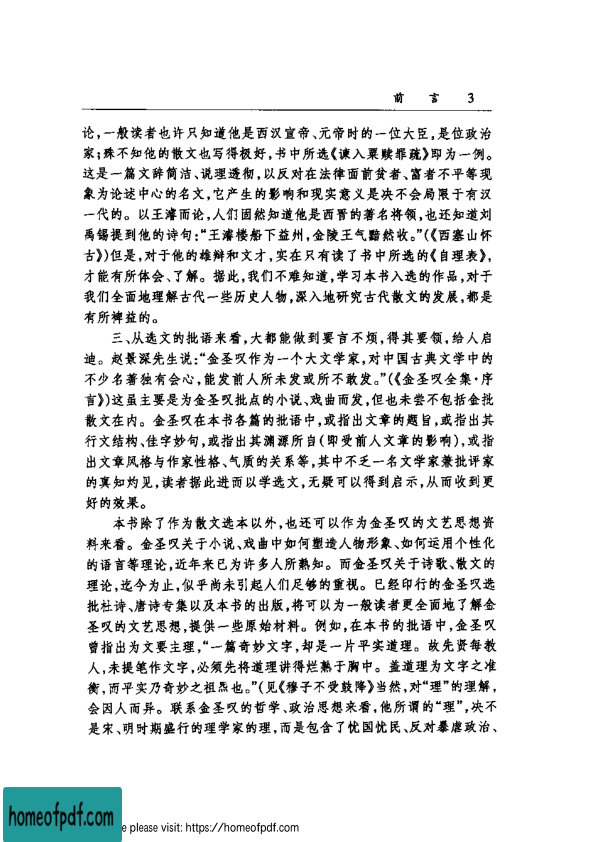 前 言 3
论，一般读者也许只知道他是西汉宣帝、元帝时的一位大臣，是位政治
家；殊不知他的散文也写得极好，书中所选《谏入粟赎罪疏》即为一例。
这是一篇文辞简洁、说理透彻，以反对在法律面前贫者、富者不平等现
象为论述中心的名文，它产生的影响和现实意义是决不会局限于有汉
一代的。以王濬而论，人们固然知道他是西晋的著名将领，也还知道刘
禹锡提到他的诗句：“王濬楼船下益州，金陵王气黯然收。”(《西塞山怀
古》)但是，对于他的雄辩和文才，实在只有读了书中所选的《自理表》，
才能有所体会、了解。据此，我们不难知道，学习本书入选的作品，对于
我们全面地理解古代一些历史人物，深入地研究古代散文的发展，都是
有所裨益的。
三、从选文的批语来看，大都能做到要言不烦，得其要领，给人启
迪。赵景深先生说：“金圣叹作为一个大文学家，对中国古典文学中的
不少名著独有会心，能发前人所未发或所不敢发。”(《金圣叹全集·序
言》)这虽主要是为金圣叹批点的小说、戏曲而发，但也未尝不包括金批
散文在内。金圣叹在本书各篇的批语中，或指出文章的题旨，或指出其
行文结构、佳字妙句，或指出其渊源所自(即受前人文章的影响)，或指
出文章风格与作家性格、气质的关系等，其中不乏一名文学家兼批评家
的真知灼见，读者据此进而以学选文，无疑可以得到启示，从而收到更
好的效果。
本书除了作为散文选本以外，也还可以作为金圣叹的文艺思想资
料来看。金圣叹关于小说、戏曲中如何塑造人物形象、如何运用个性化
的语言等理论，近年来已为许多人所熟知。而金圣叹关于诗歌、散文的
理论，迄今为止，似乎尚未引起人们足够的重视。已经印行的金圣叹选
批杜诗、唐诗专集以及本书的出版，将可以为一般读者更全面地了解金
圣叹的文艺思想，提供一些原始材料。例如，在本书的批语中，金圣叹
曾指出为文要主理，“一篇奇妙文字，却是一片平实道理。故先贤每教
人，未提笔作文字，必须先将道理讲得烂熟于胸中。盖道理为文字之准
衡，而平实乃奇妙之祖炁也。”(见《穆子不受鼓降》)当然，对“理”的理解，
会因人而异。联系金圣叹的哲学、政治思想来看，他所谓的“理”，决不
是宋、明时期盛行的理学家的理，而是包含了忧国忧民、反对暴虐政治、
homeofpdf.com
e please visit: https://homeofpdf.com